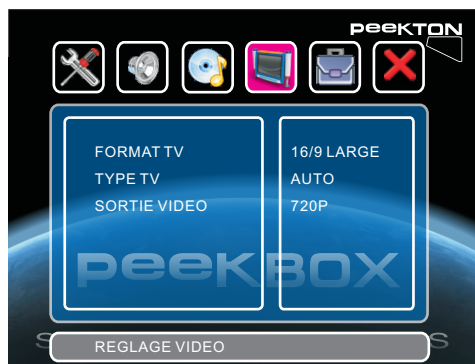 PEEKTON
FORMAT TV 16/9 LARGE
TYPE TV AUTO
SORTIE VIDEO 720P
PEEKBOX
S S
REGLAGE VIDEO